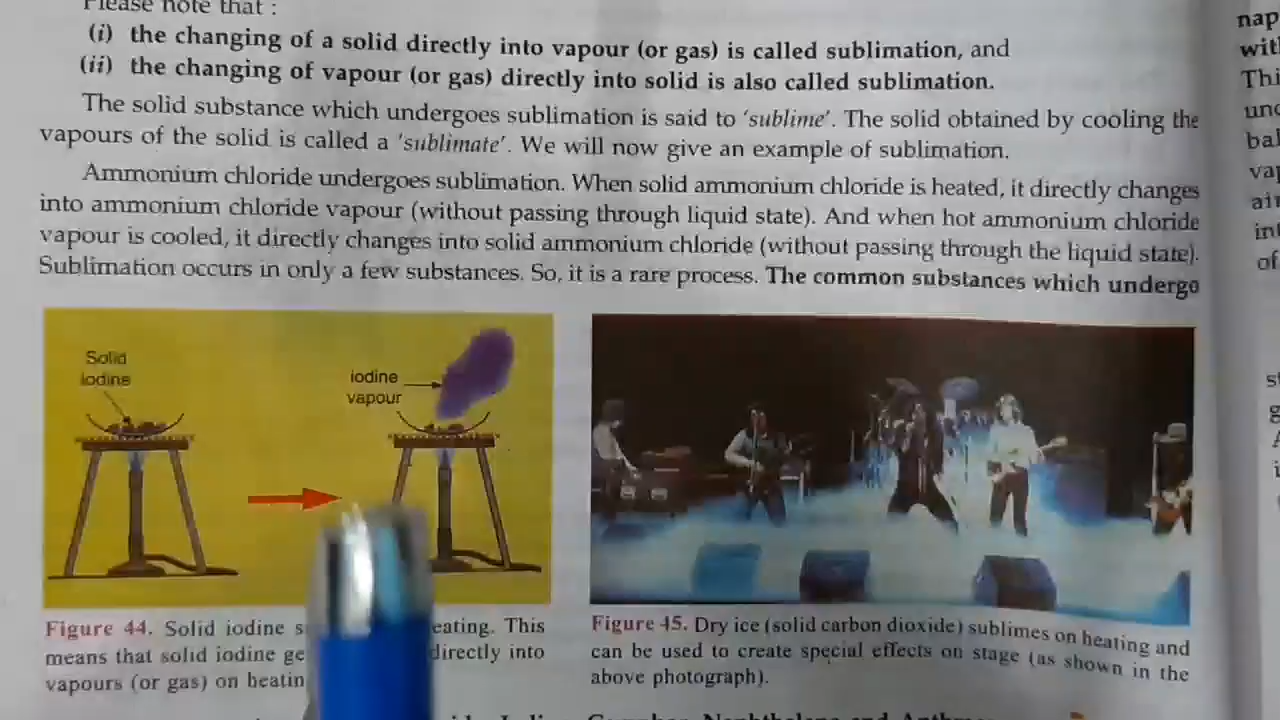 Please note that :
(i) the changing of a solid directly into vapour (or gas) is called sublimation, and
(ii) the changing of vapour (or gas) directly into solid is also called sublimation.
The solid substance which undergoes sublimation is said to 'sublime'. The solid obtained by cooling the
vapours of the solid is called a 'sublimate'. We will now give an example of sublimation.
Ammonium chloride undergoes sublimation. When solid ammonium chloride is heated, it directly changes
into ammonium chloride vapour (without passing through liquid state). And when hot ammonium chloride
vapour is cooled, it directly changes into solid ammonium chloride (without passing through the liquid state).
Sublimation occurs in only a few substances. So, it is a rare process. The common substances which undergo
Solid
iodine
iodine
vapour
Figure 44. Solid iodine s eating. This
means that solid iodine ge directly into
vapours (or gas) on heatin
Figure 45. Dry ice (solid carbon dioxide) sublimes on heating and
can be used to create special effects on stage (as shown in the
above photograph).
nap
with
Thi
und
bal
vap
air
int
of